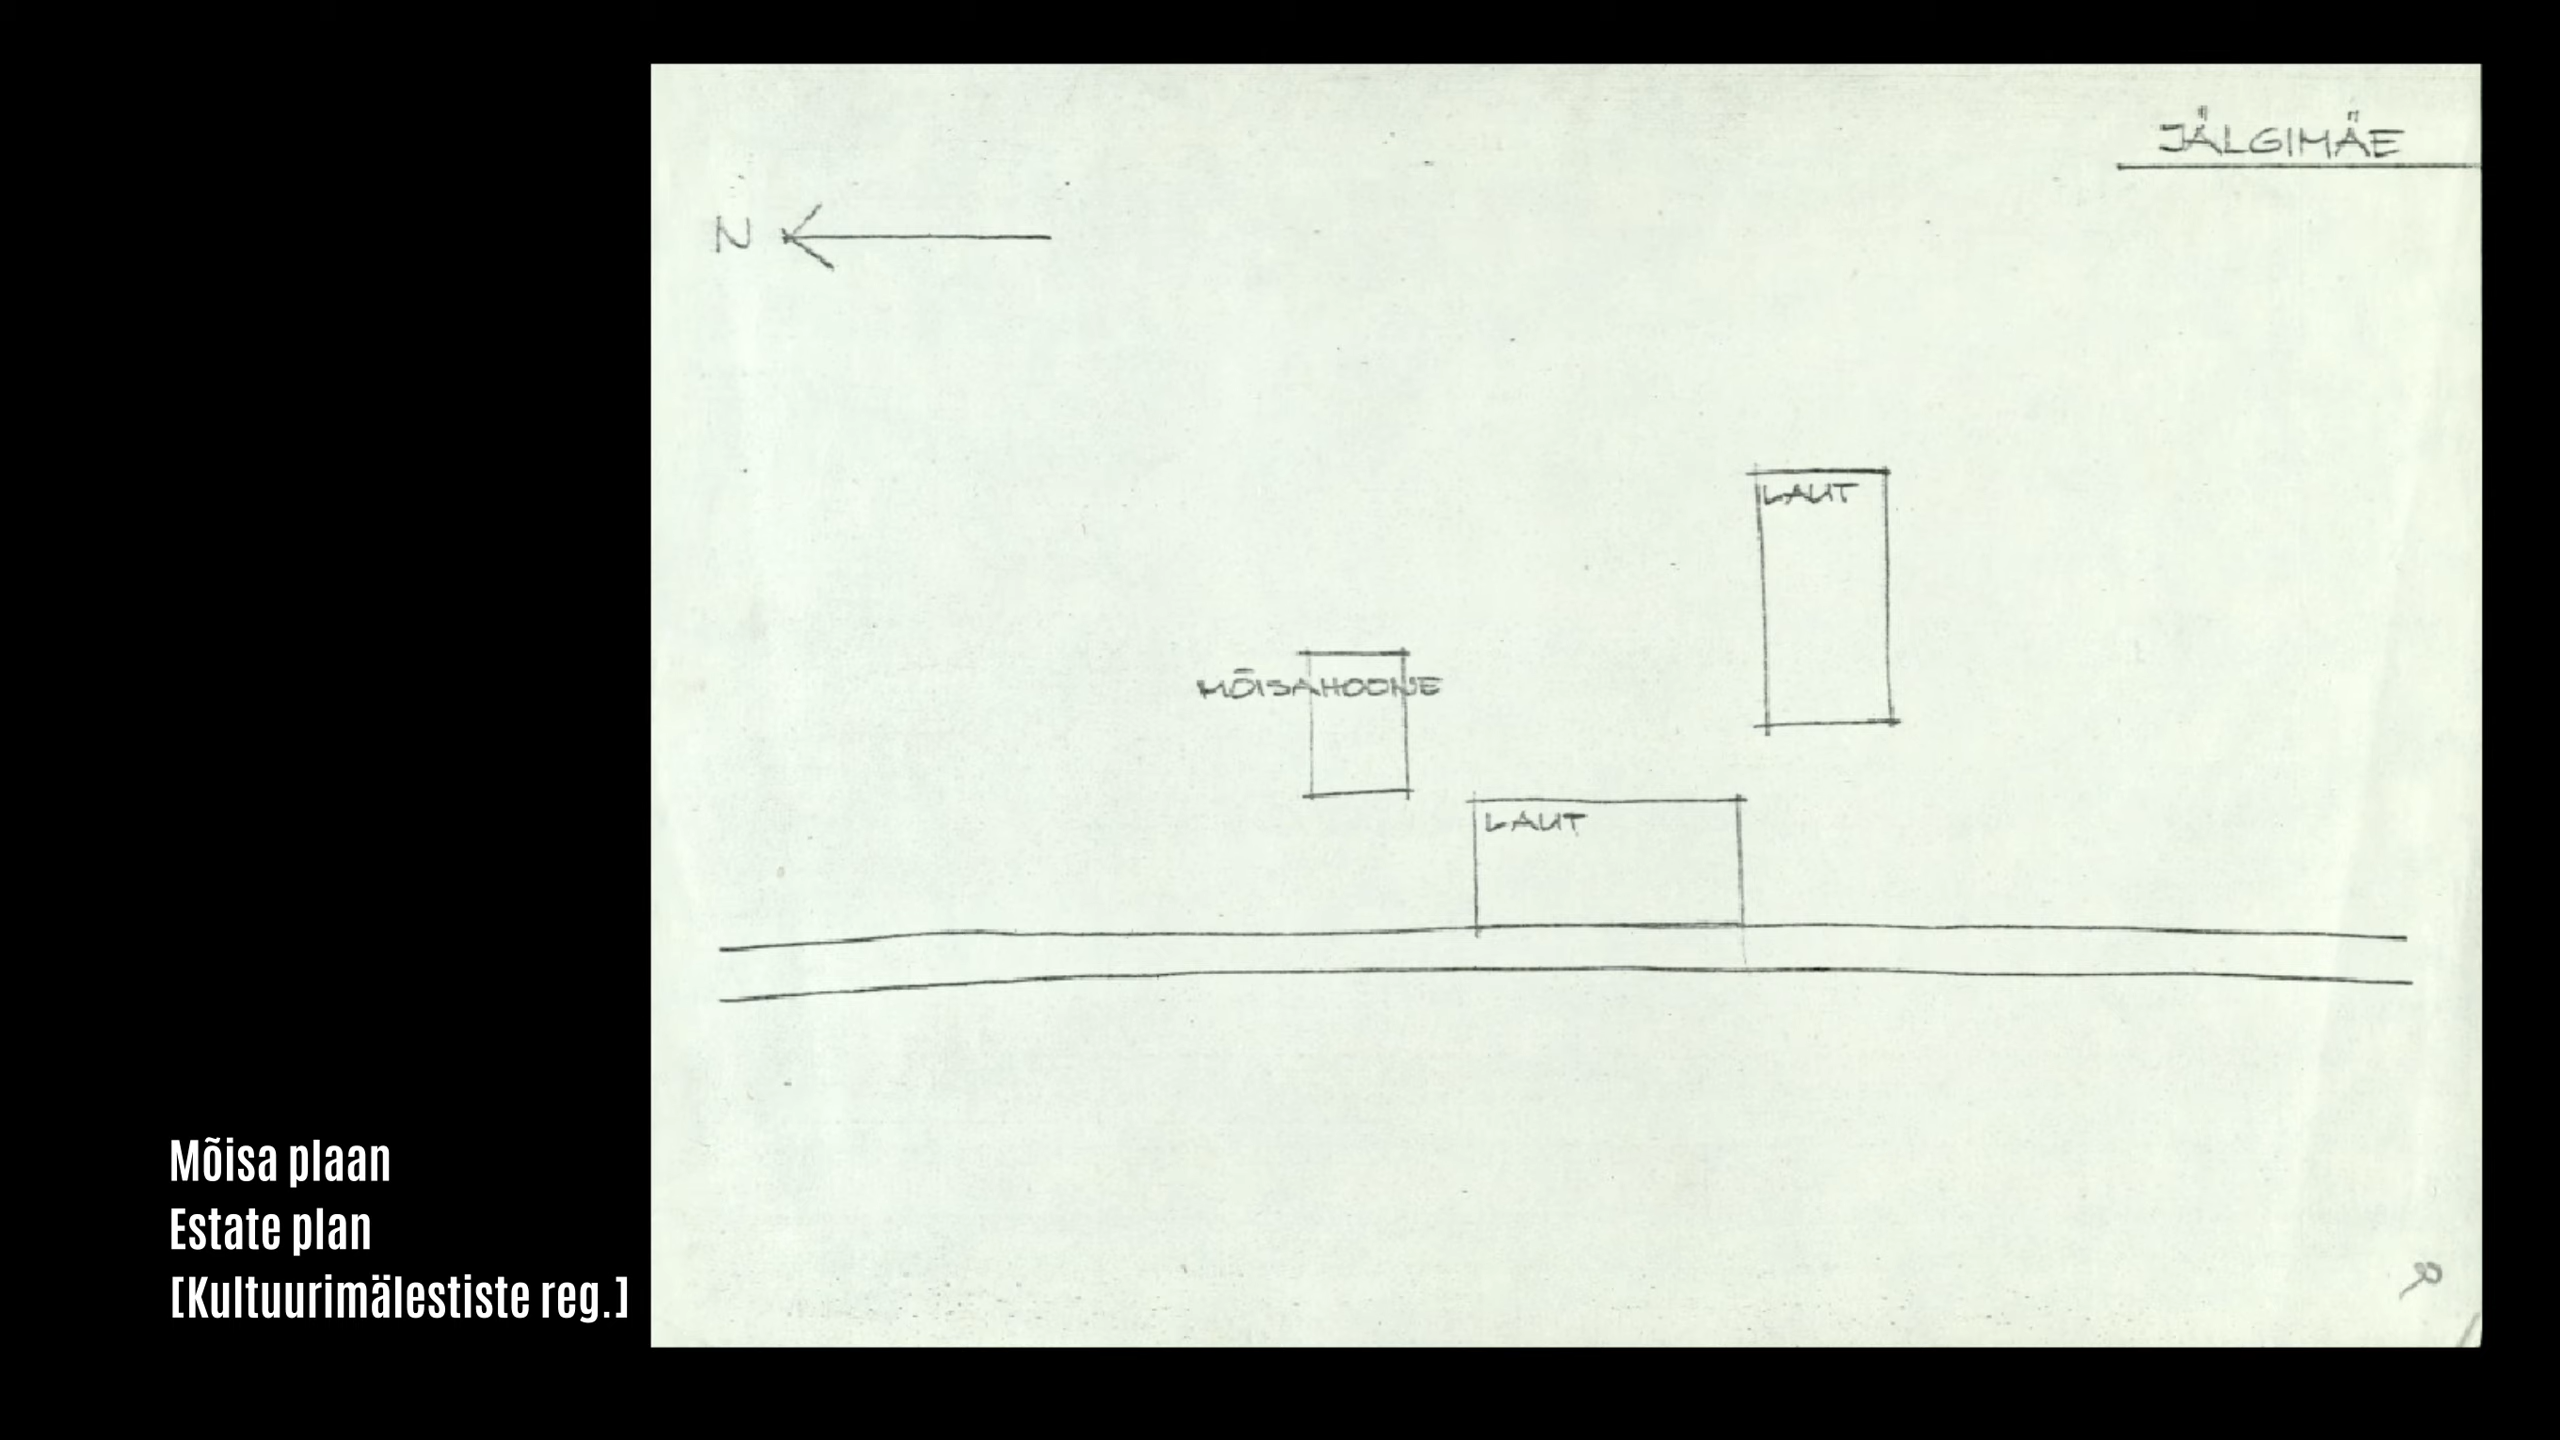 JÄLGIMÄE
N
LAUT
MÕISAHOONE
LAUT
Mõisa plaan
Estate plan
[Kultuurimälestiste reg.]